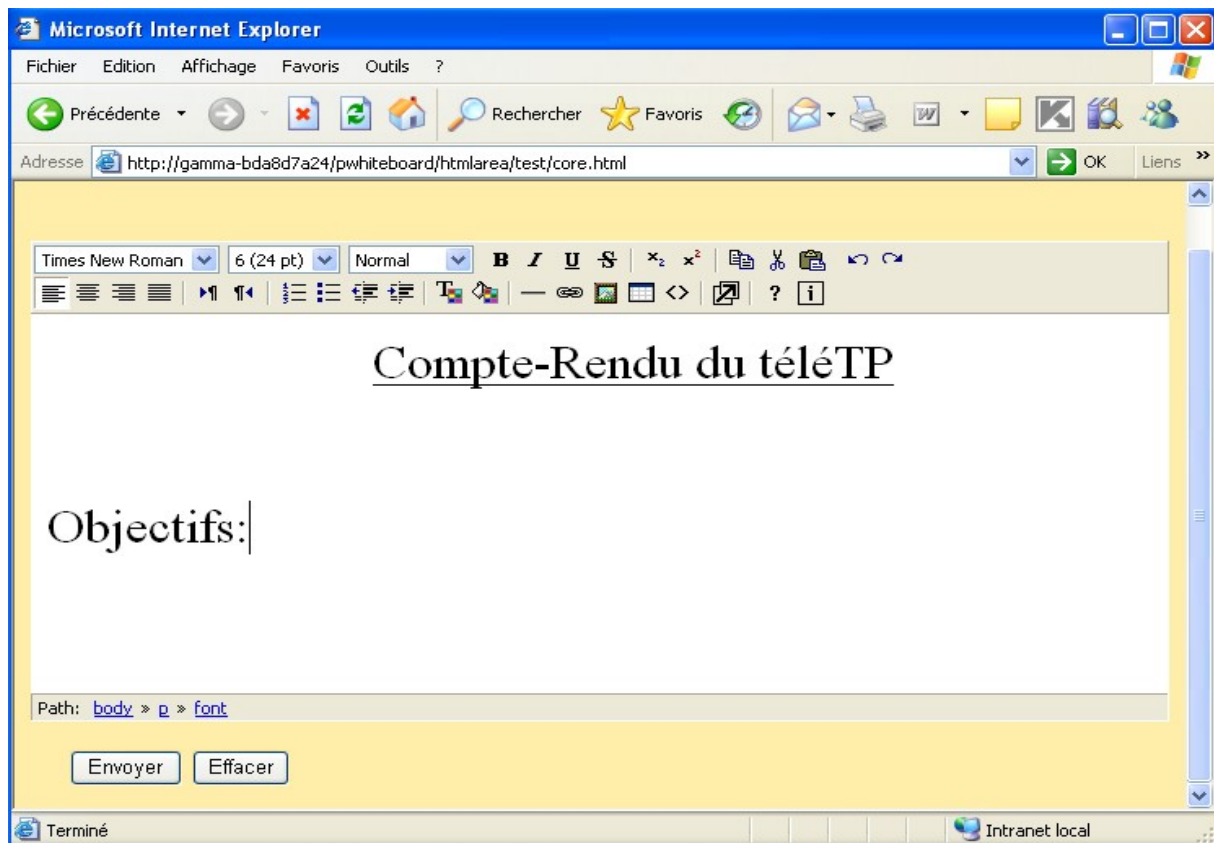 Microsoft Internet Explorer
Fichier Edition Affichage Favoris Outils ?
Précédente Rechercher Favoris
Adresse http://gamma-bda8d7a24/pwhiteboard/htmlarea/test/core.html OK Liens »
Times New Roman 6 (24 pt) Normal B I U S x₂ x²
T — <> ? i
Compte-Rendu du téléTP
Objectifs:
Path: body » p » font
Envoyer Effacer
Terminé Intranet local